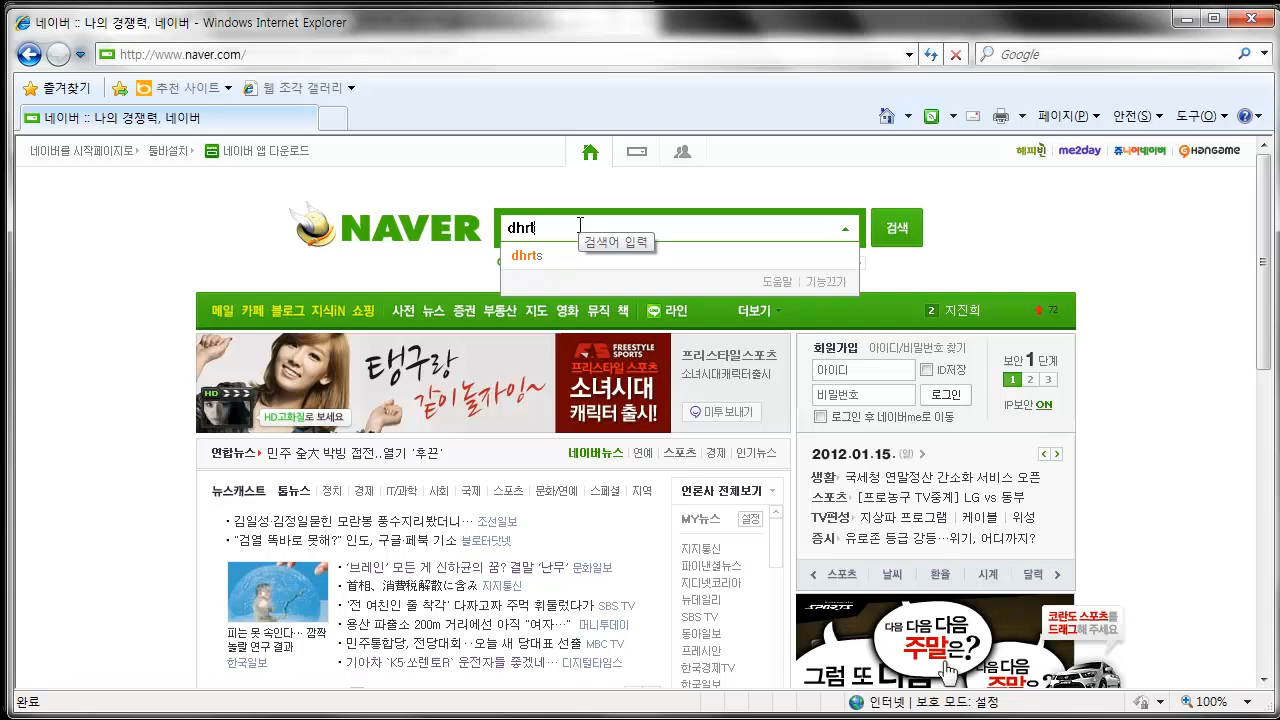 네이버 :: 나의 경쟁력, 네이버 - Windows Internet Explorer
http://www.naver.com/
Google
즐겨찾기 추천 사이트 웹 조각 갤러리
네이버 :: 나의 경쟁력, 네이버
페이지(P) 안전(S) 도구(O)
네이버를 시작페이지로 툴바설치 네이버 앱 다운로드
해피빈 me2day 쥬니어네이버 HANGAME
NAVER dhrt 검색
검색어 입력
dhrts
도움말 기능끄기
메일 카페 블로그 지식iN 쇼핑 사전 뉴스 증권 부동산 지도 영화 뮤직 책 라인 더보기
2 지진희 72
탱구랑
같이 놀자잉~
HD
HD고화질로 보세요
FREESTYLE
SPORTS
프리스타일 스포츠
소녀시대
캐릭터 출시!
프리스타일스포츠
소녀시대캐릭터출시
미투보내기
회원가입 아이디/비밀번호 찾기
아이디 ID저장
비밀번호 로그인
로그인 후 네이버me로 이동
보안 1 단계
1 2 3
IP보안 ON
연합뉴스 민주 全大 박빙 접전..열기 '후끈'
네이버뉴스 연예 스포츠 경제 인기뉴스
뉴스캐스트 톱뉴스 정치 경제 IT/과학 사회 국제 스포츠 문화/연예 스페셜 지역
언론사 전체보기
김일성·김정일묻힌 모란봉 풍수지리봤더니… 조선일보
"검열 똑바로 못해?" 인도, 구글·페북 기소 블로터닷넷
'브레인' 모든 게 신하균의 꿈? 결말 '난무' 문화일보
首相、消費税解散に含み 지지통신
'전 여친인 줄 착각' 다짜고짜 주먹 휘둘렀다가 SBS TV
200m 거리에선 아직 머니투데이
민주통합당 전당대회…오늘 새 당대표 선출 MBC TV
기아차 'K5·쏘렌토R' 운전자들 좋겠네… 디지털타임스
피는 못 속인다… 깜짝
놀랄 연구 결과
한국일보
MY뉴스 설정
지지통신
파이낸셜뉴스
지디넷코리아
뉴데일리
SBS TV
동아일보
프레시안
한국경제TV
한국일보
2012.01.15. (일)
생활 국세청 연말정산 간소화 서비스 오픈
스포츠 [프로농구 TV중계] LG vs 동부
TV편성 지상파 프로그램 케이블 위성
증시 유로존 등급 강등…위기, 어디까지?
스포츠 날씨 환율 시계 달력
SPORTS
다음 다음 다음
주말은?
그럼 또 다음
다음 다음
주말은
코란도 스포츠를
드래그해 주세요
완료
인터넷 | 보호 모드: 설정
100%